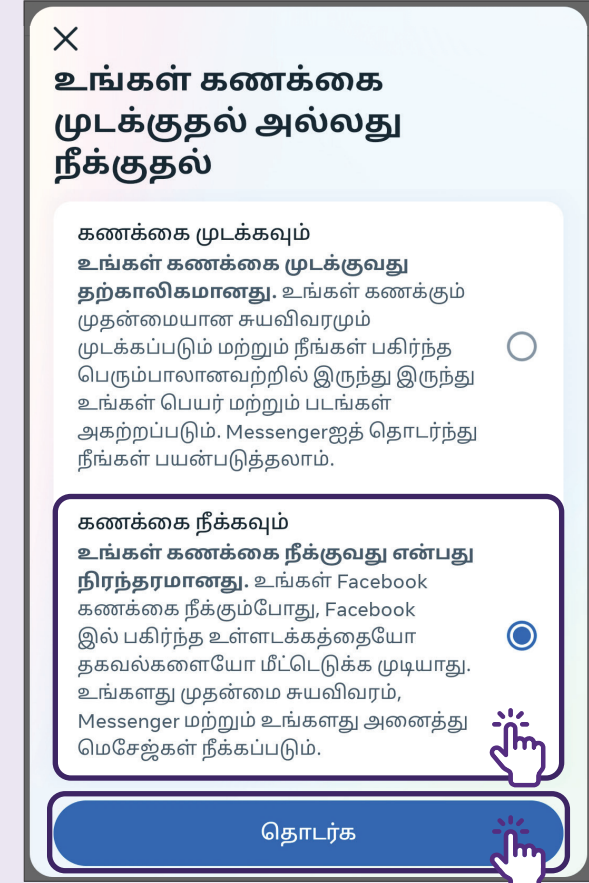 உங்கள் கணக்கை
முடக்குதல் அல்லது
நீக்குதல்
கணக்கை முடக்கவும்
உங்கள் கணக்கை முடக்குவது
தற்காலிகமானது. உங்கள் கணக்கும்
முதன்மையான சுயவிவரமும்
முடக்கப்படும் மற்றும் நீங்கள் பகிர்ந்த
பெரும்பாலானவற்றில் இருந்து இருந்து
உங்கள் பெயர் மற்றும் படங்கள்
அகற்றப்படும். Messengerஐத் தொடர்ந்து
நீங்கள் பயன்படுத்தலாம்.
கணக்கை நீக்கவும்
உங்கள் கணக்கை நீக்குவது என்பது
நிரந்தரமானது. உங்கள் Facebook
கணக்கை நீக்கும்போது, Facebook
இல் பகிர்ந்த உள்ளடக்கத்தையோ
தகவல்களையோ மீட்டெடுக்க முடியாது.
உங்களது முதன்மை சுயவிவரம்,
Messenger மற்றும் உங்களது அனைத்து
மெசேஜ்கள் நீக்கப்படும்.
தொடர்க